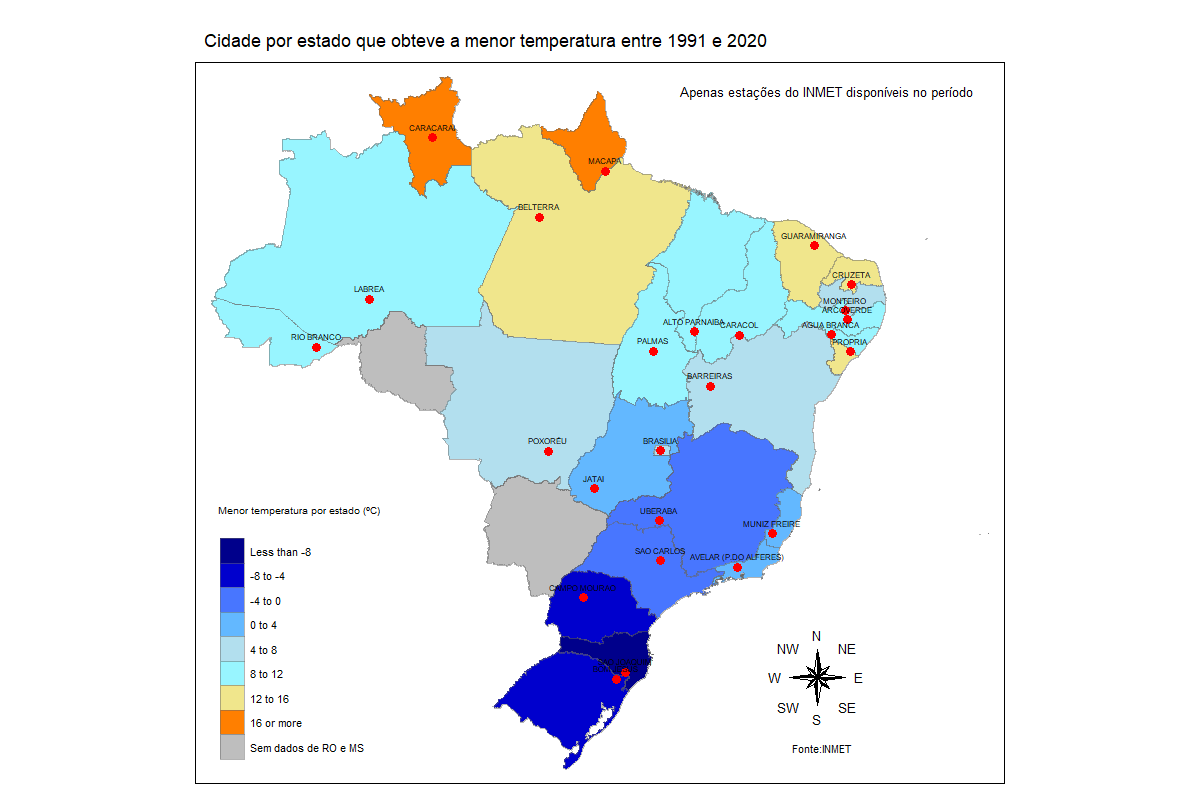 Cidade por estado que obteve a menor temperatura entre 1991 e 2020
Apenas estações do INMET disponíveis no período
CARACARAI
MACAPA
BELTERRA
GUARAMIRANGA
CRUZETA
LABREA
MONTEIRO
ARCOVERDE
ALTO PARNAIBA
CARACOL
AGUA BRANCA
RIO BRANCO
PALMAS
PROPRIA
BARREIRAS
POXORÉU
BRASILIA
JATAI
UBERABA
MUNIZ FREIRE
SAO CARLOS
AVELAR (P.DO ALFERES)
Menor temperatura por estado (ºC)
Less than -8
-8 to -4
-4 to 0
0 to 4
4 to 8
8 to 12
12 to 16
16 or more
Sem dados de RO e MS
N
NW NE
W E
SW SE
S
Fonte:INMET